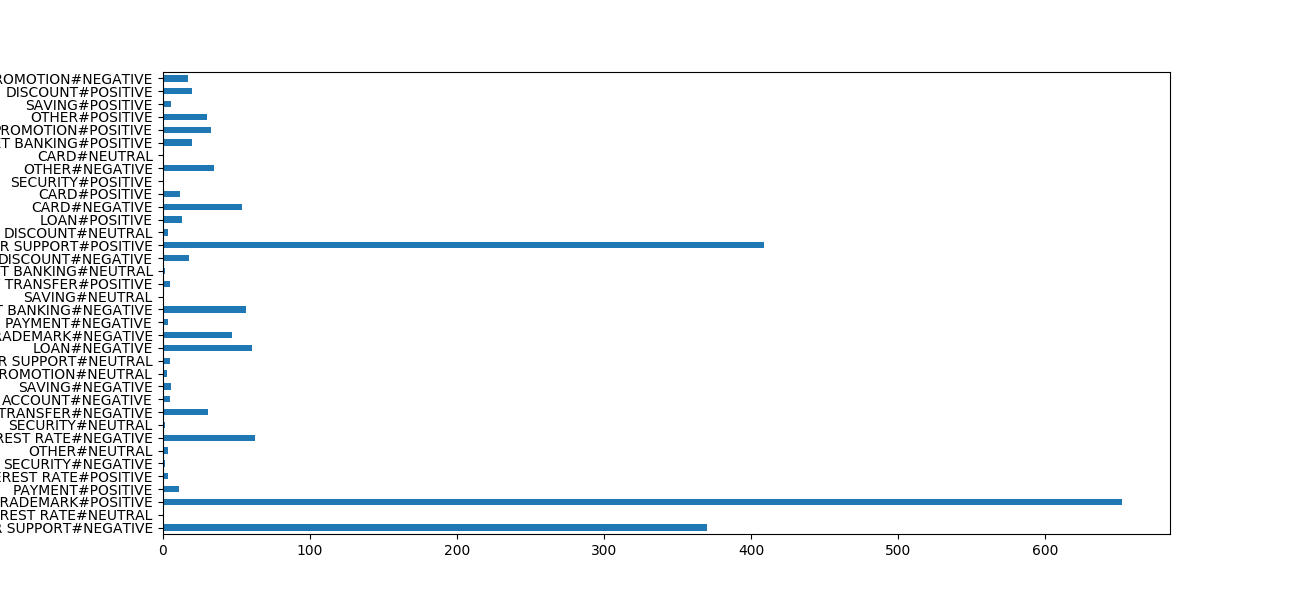 ROMOTION#NEGATIVE
DISCOUNT#POSITIVE
SAVING#POSITIVE
OTHER#POSITIVE
PROMOTION#POSITIVE
T BANKING#POSITIVE
CARD#NEUTRAL
OTHER#NEGATIVE
SECURITY#POSITIVE
CARD#POSITIVE
CARD#NEGATIVE
LOAN#POSITIVE
DISCOUNT#NEUTRAL
R SUPPORT#POSITIVE
DISCOUNT#NEGATIVE
T BANKING#NEUTRAL
TRANSFER#POSITIVE
SAVING#NEUTRAL
T BANKING#NEGATIVE
PAYMENT#NEGATIVE
RADEMARK#NEGATIVE
LOAN#NEGATIVE
R SUPPORT#NEUTRAL
ROMOTION#NEUTRAL
SAVING#NEGATIVE
ACCOUNT#NEGATIVE
TRANSFER#NEGATIVE
SECURITY#NEUTRAL
REST RATE#NEGATIVE
OTHER#NEUTRAL
SECURITY#NEGATIVE
EREST RATE#POSITIVE
PAYMENT#POSITIVE
RADEMARK#POSITIVE
REST RATE#NEUTRAL
R SUPPORT#NEGATIVE
0 100 200 300 400 500 600